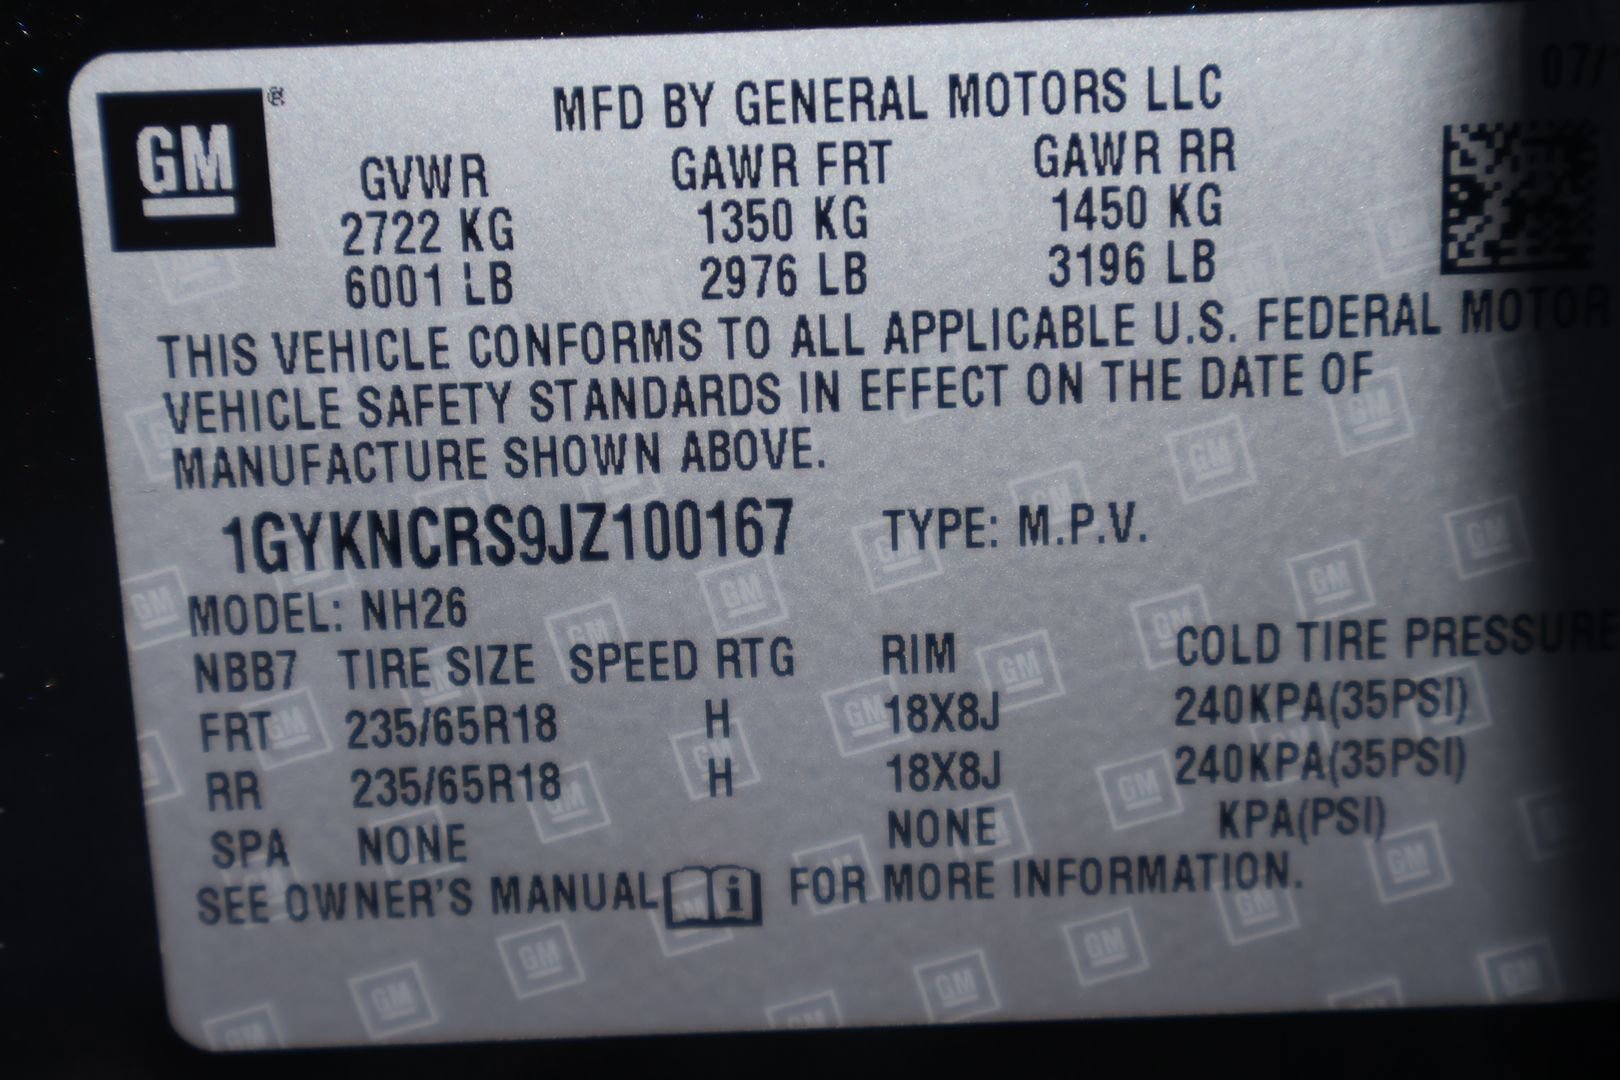 07/
GM ®
MFD BY GENERAL MOTORS LLC
GVWR GAWR FRT GAWR RR
2722 KG 1350 KG 1450 KG
6001 LB 2976 LB 3196 LB
THIS VEHICLE CONFORMS TO ALL APPLICABLE U.S. FEDERAL MOTOR
VEHICLE SAFETY STANDARDS IN EFFECT ON THE DATE OF
MANUFACTURE SHOWN ABOVE.
1GYKNCRS9JZ100167 TYPE: M.P.V.
MODEL: NH26
NBB7 TIRE SIZE SPEED RTG RIM COLD TIRE PRESSURE
FRT 235/65R18 H 18X8J 240KPA(35PSI)
RR 235/65R18 H 18X8J 240KPA(35PSI)
SPA NONE NONE KPA(PSI)
SEE OWNER'S MANUAL i FOR MORE INFORMATION.